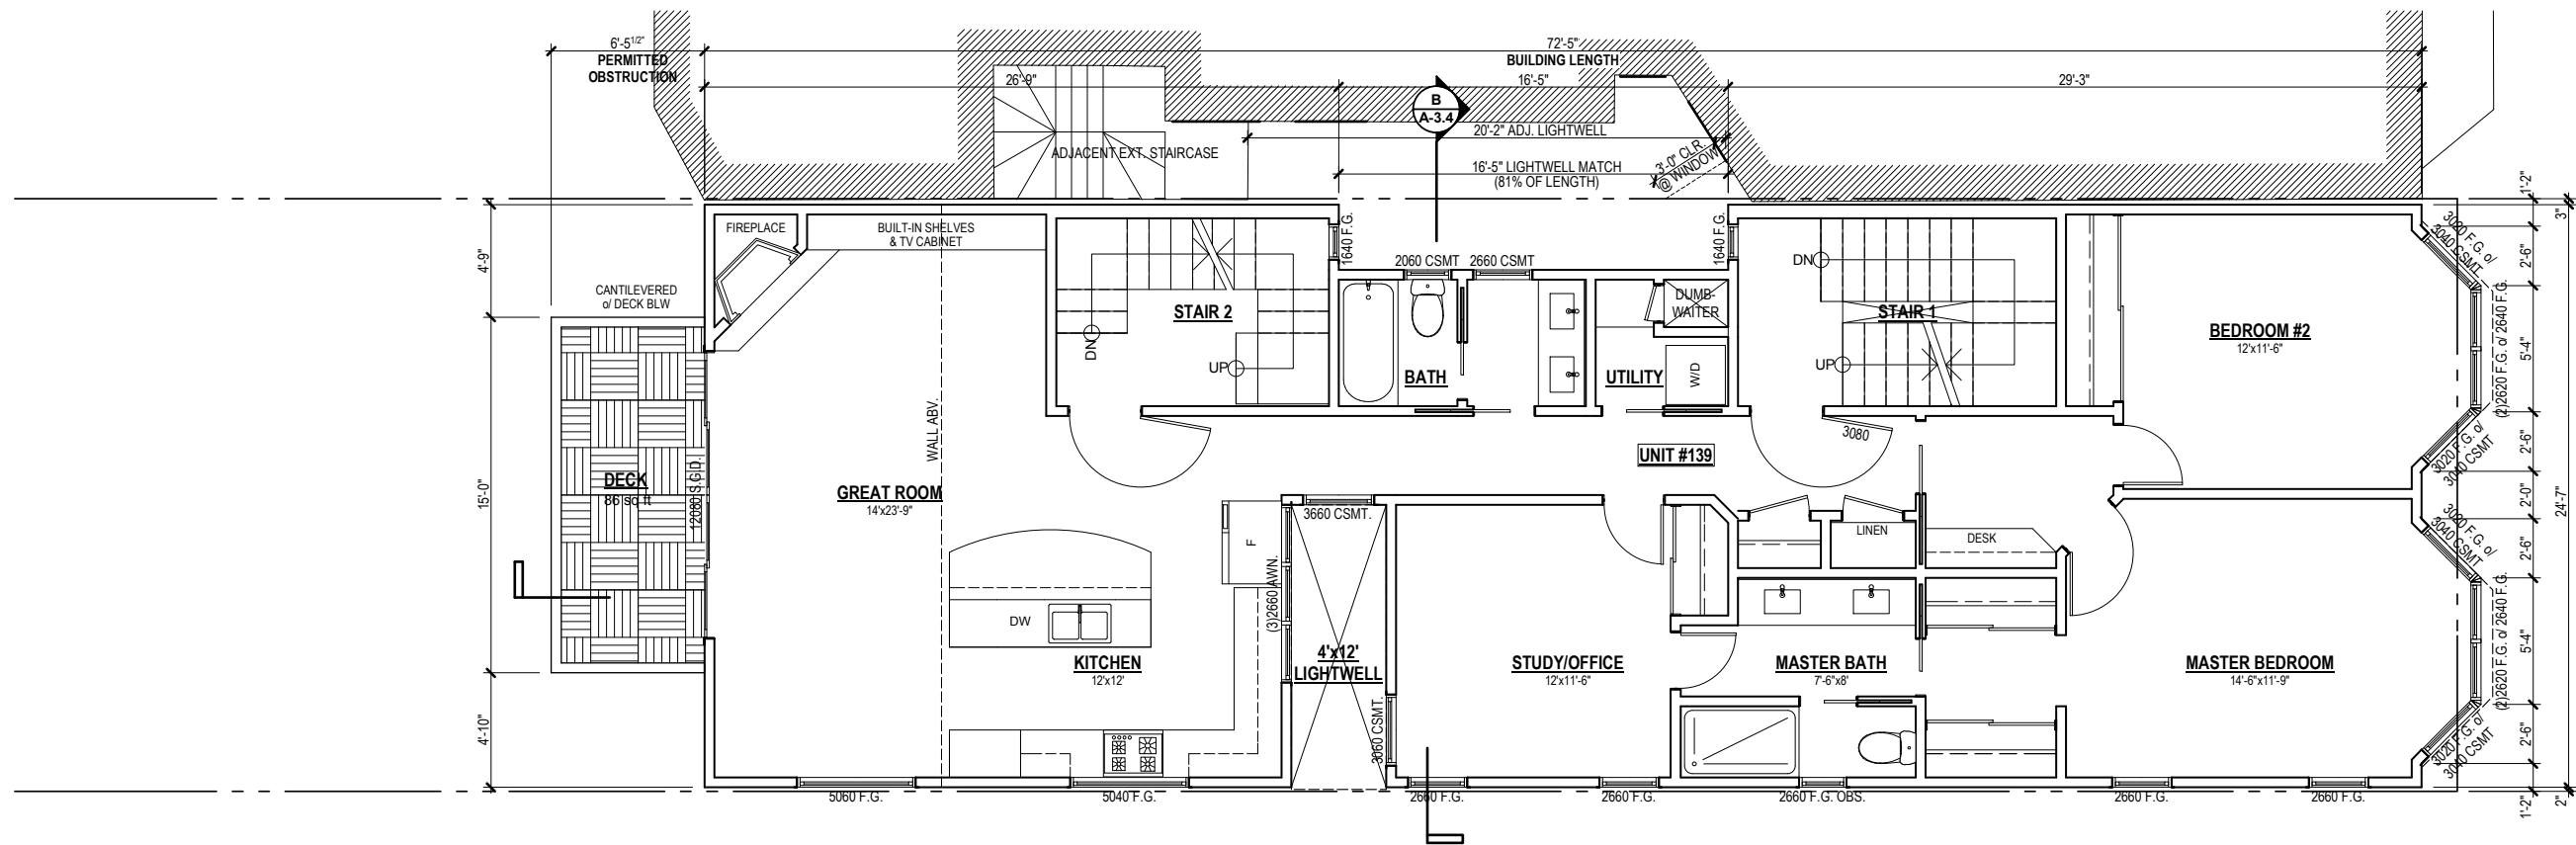 6'-5 1/2"
PERMITTED
OBSTRUCTION
72'-5"
BUILDING LENGTH
26'-9"
16'-5"
29'-3"
B
A-3.4
20'-2" ADJ. LIGHTWELL
ADJACENT EXT. STAIRCASE
16'-5" LIGHTWELL MATCH
(81% OF LENGTH)
3'-0" CLR.
@ WINDOW
1'-2"
3"
FIREPLACE
BUILT-IN SHELVES
& TV CABINET
1640 F.G.
1640 F.G.
2060 CSMT
2660 CSMT
DN
DN
3020 F.G. o/
3040 CSMT
2'-6"
4'-9"
CANTILEVERED
o/ DECK BLW
STAIR 2
DUMB-
WAITER
STAIR 1
BEDROOM #2
12'x11'-6"
5'-4"
(2)2620 F.G. o/ 2640 F.G.
UP
UP
BATH
UTILITY
W/D
WALL ABV.
3080
UNIT #139
3020 F.G. o/
3040 CSMT
2'-6"
DECK
86 sq ft
12080 S.G.D.
15'-0"
GREAT ROOM
14'x23'-9"
2'-0"
24'-7"
3660 CSMT.
F
LINEN
DESK
3020 F.G. o/
3040 CSMT
2'-6"
(3)2660 AWN.
DW
KITCHEN
12'x12'
4'x12'
LIGHTWELL
STUDY/OFFICE
12'x11'-6"
MASTER BATH
7'-6"x8'
MASTER BEDROOM
14'-6"x11'-9"
5'-4"
(2)2620 F.G. o/ 2640 F.G.
4'-10"
3060 CSMT.
3020 F.G. o/
3040 CSMT
2'-6"
5060 F.G.
5040 F.G.
2660 F.G.
2660 F.G.
2660 F.G. OBS.
2660 F.G.
2660 F.G.
1'-2"
2"